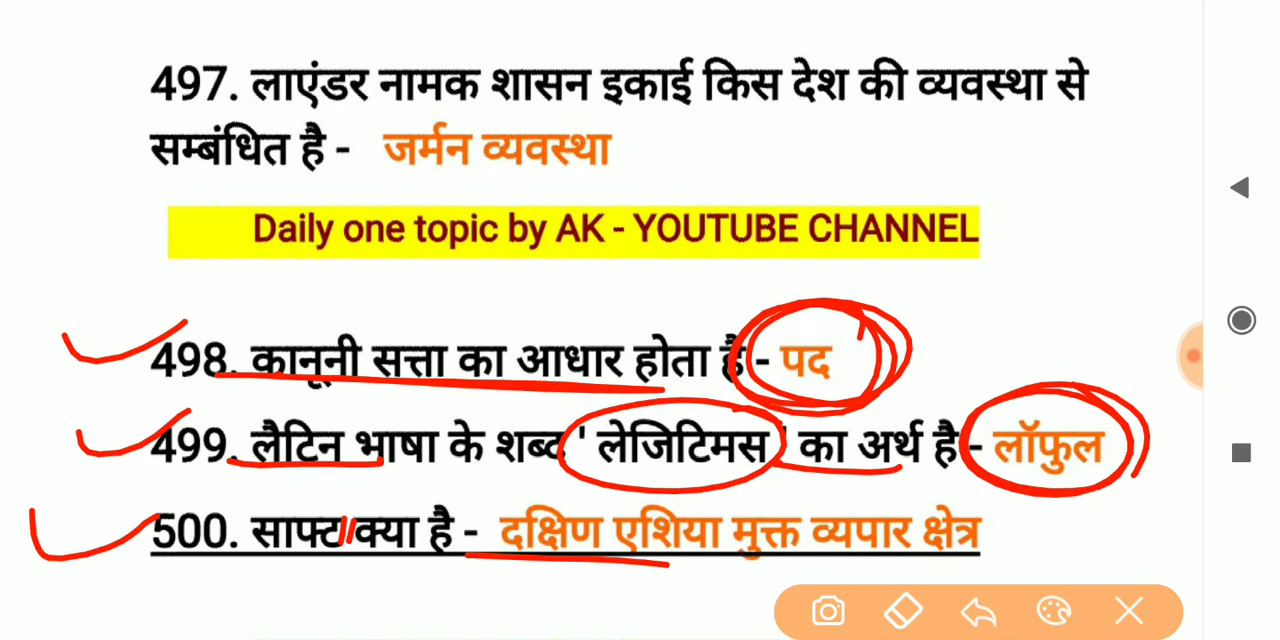 497. लाएंडर नामक शासन इकाई किस देश की व्यवस्था से
सम्बंधित है - जर्मन व्यवस्था
Daily one topic by AK - YOUTUBE CHANNEL
498. कानूनी सत्ता का आधार होता है - पद
499. लैटिन भाषा के शब्द ' लेजिटिमस ' का अर्थ है - लॉफुल
500. साफ्टा क्या है - दक्षिण एशिया मुक्त व्यपार क्षेत्र